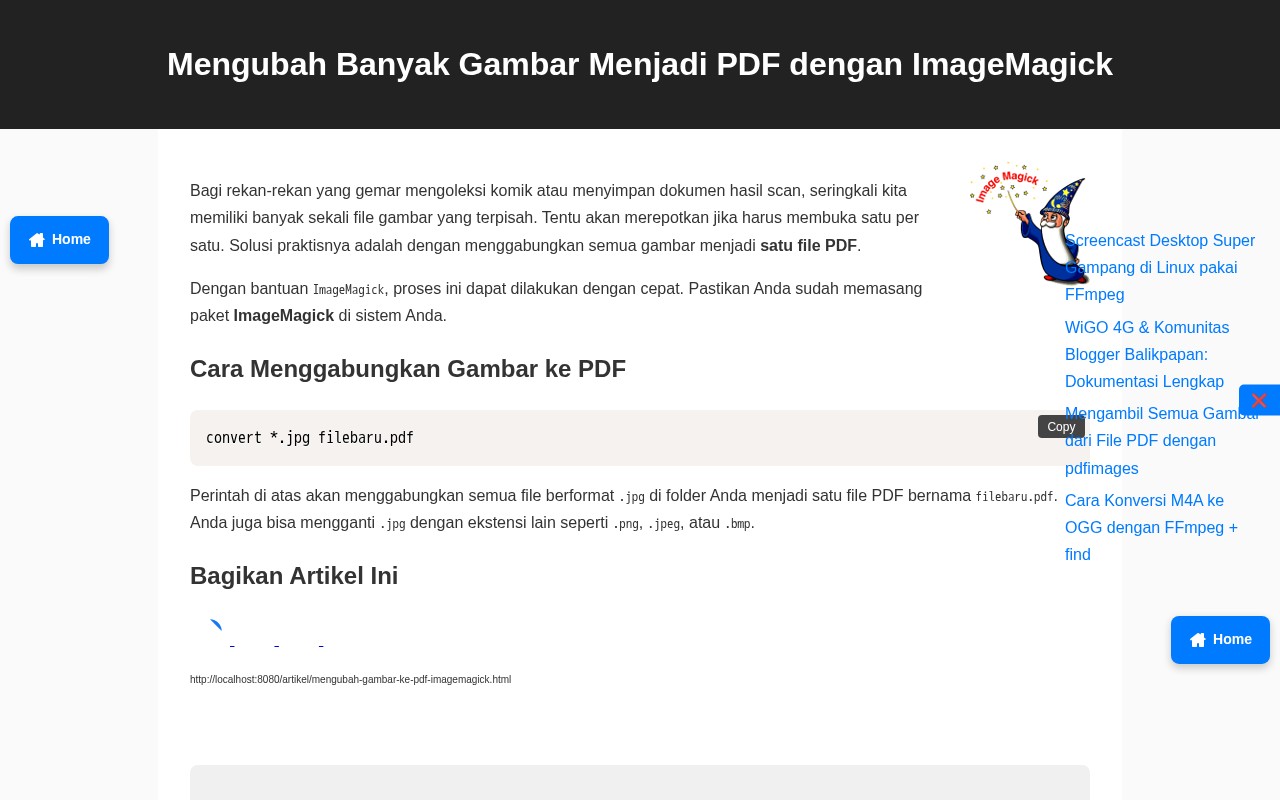 Mengubah Banyak Gambar Menjadi PDF dengan ImageMagick
Bagi rekan-rekan yang gemar mengoleksi komik atau menyimpan dokumen hasil scan, seringkali kita
memiliki banyak sekali file gambar yang terpisah. Tentu akan merepotkan jika harus membuka satu per
satu. Solusi praktisnya adalah dengan menggabungkan semua gambar menjadi satu file PDF.
Image Magick
Home
Dengan bantuan ImageMagick, proses ini dapat dilakukan dengan cepat. Pastikan Anda sudah memasang
paket ImageMagick di sistem Anda.
Cara Menggabungkan Gambar ke PDF
Copy
convert *.jpg filebaru.pdf
Perintah di atas akan menggabungkan semua file berformat .jpg di folder Anda menjadi satu file PDF bernama filebaru.pdf.
Anda juga bisa mengganti .jpg dengan ekstensi lain seperti .png, .jpeg, atau .bmp.
Bagikan Artikel Ini
http://localhost:8080/artikel/mengubah-gambar-ke-pdf-imagemagick.html
Screencast Desktop Super
Gampang di Linux pakai
FFmpeg
WiGO 4G & Komunitas
Blogger Balikpapan:
Dokumentasi Lengkap
Mengambil Semua Gambar
dari File PDF dengan
pdfimages
Cara Konversi M4A ke
OGG dengan FFmpeg +
find
Home